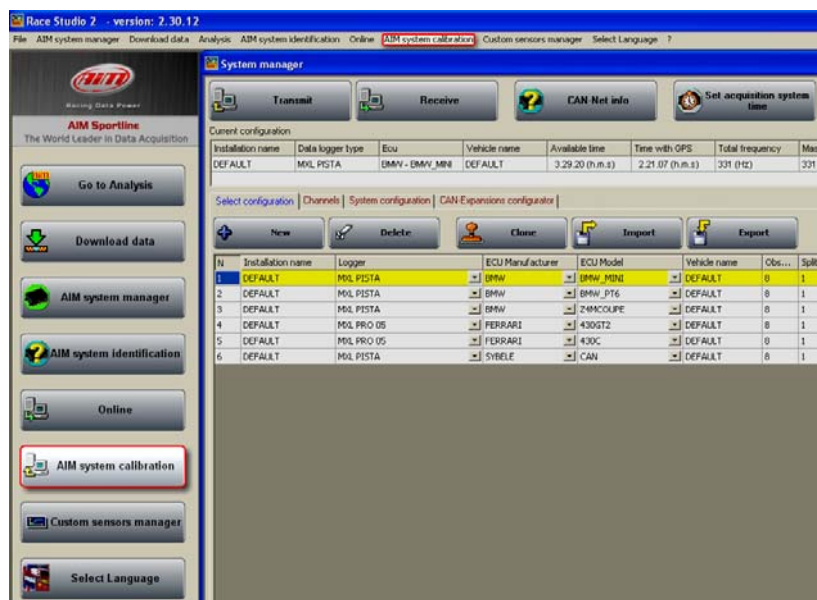 Race Studio 2 - version: 2.30.12
File AIM system manager Download data Analysis AIM system identification Online AIM system calibration Custom sensors manager Select Language ?
AIM
Racing Data Power
AIM Sportline
The World Leader in Data Acquisition
Go to Analysis
Download data
AIM system manager
AIM system identification
Online
AIM system calibration
Custom sensors manager
Select Language
System manager
Transmit Receive CAN-Net info Set acquisition system time
Current configuration
Installation name Data logger type Ecu Vehicle name Available time Time with GPS Total frequency Mas
DEFAULT MXL PISTA BMW - BMW_MINI DEFAULT 3.29.20 (h.m.s) 2.21.07 (h.m.s) 331 (Hz) 331
Select configuration Channels System configuration CAN-Expansions configurator
New Delete Clone Import Export
N Installation name Logger ECU Manufacturer ECU Model Vehicle name Obs... Split
1 DEFAULT MXL PISTA BMW BMW_MINI DEFAULT 8 1
2 DEFAULT MXL PISTA BMW BMW_PT6 DEFAULT 8 1
3 DEFAULT MXL PISTA BMW Z4MCOUPE DEFAULT 8 1
4 DEFAULT MXL PRO 05 FERRARI 430GT2 DEFAULT 8 1
5 DEFAULT MXL PRO 05 FERRARI 430C DEFAULT 8 1
6 DEFAULT MXL PISTA SYBELE CAN DEFAULT 8 1